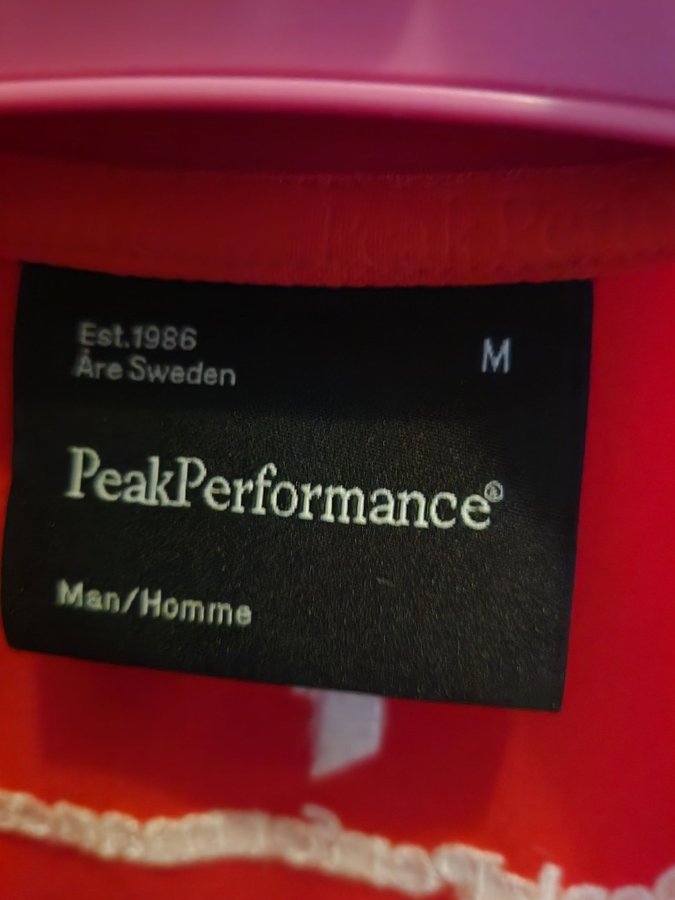 Est.1986
Åre Sweden
M
PeakPerformance®
Man/Homme